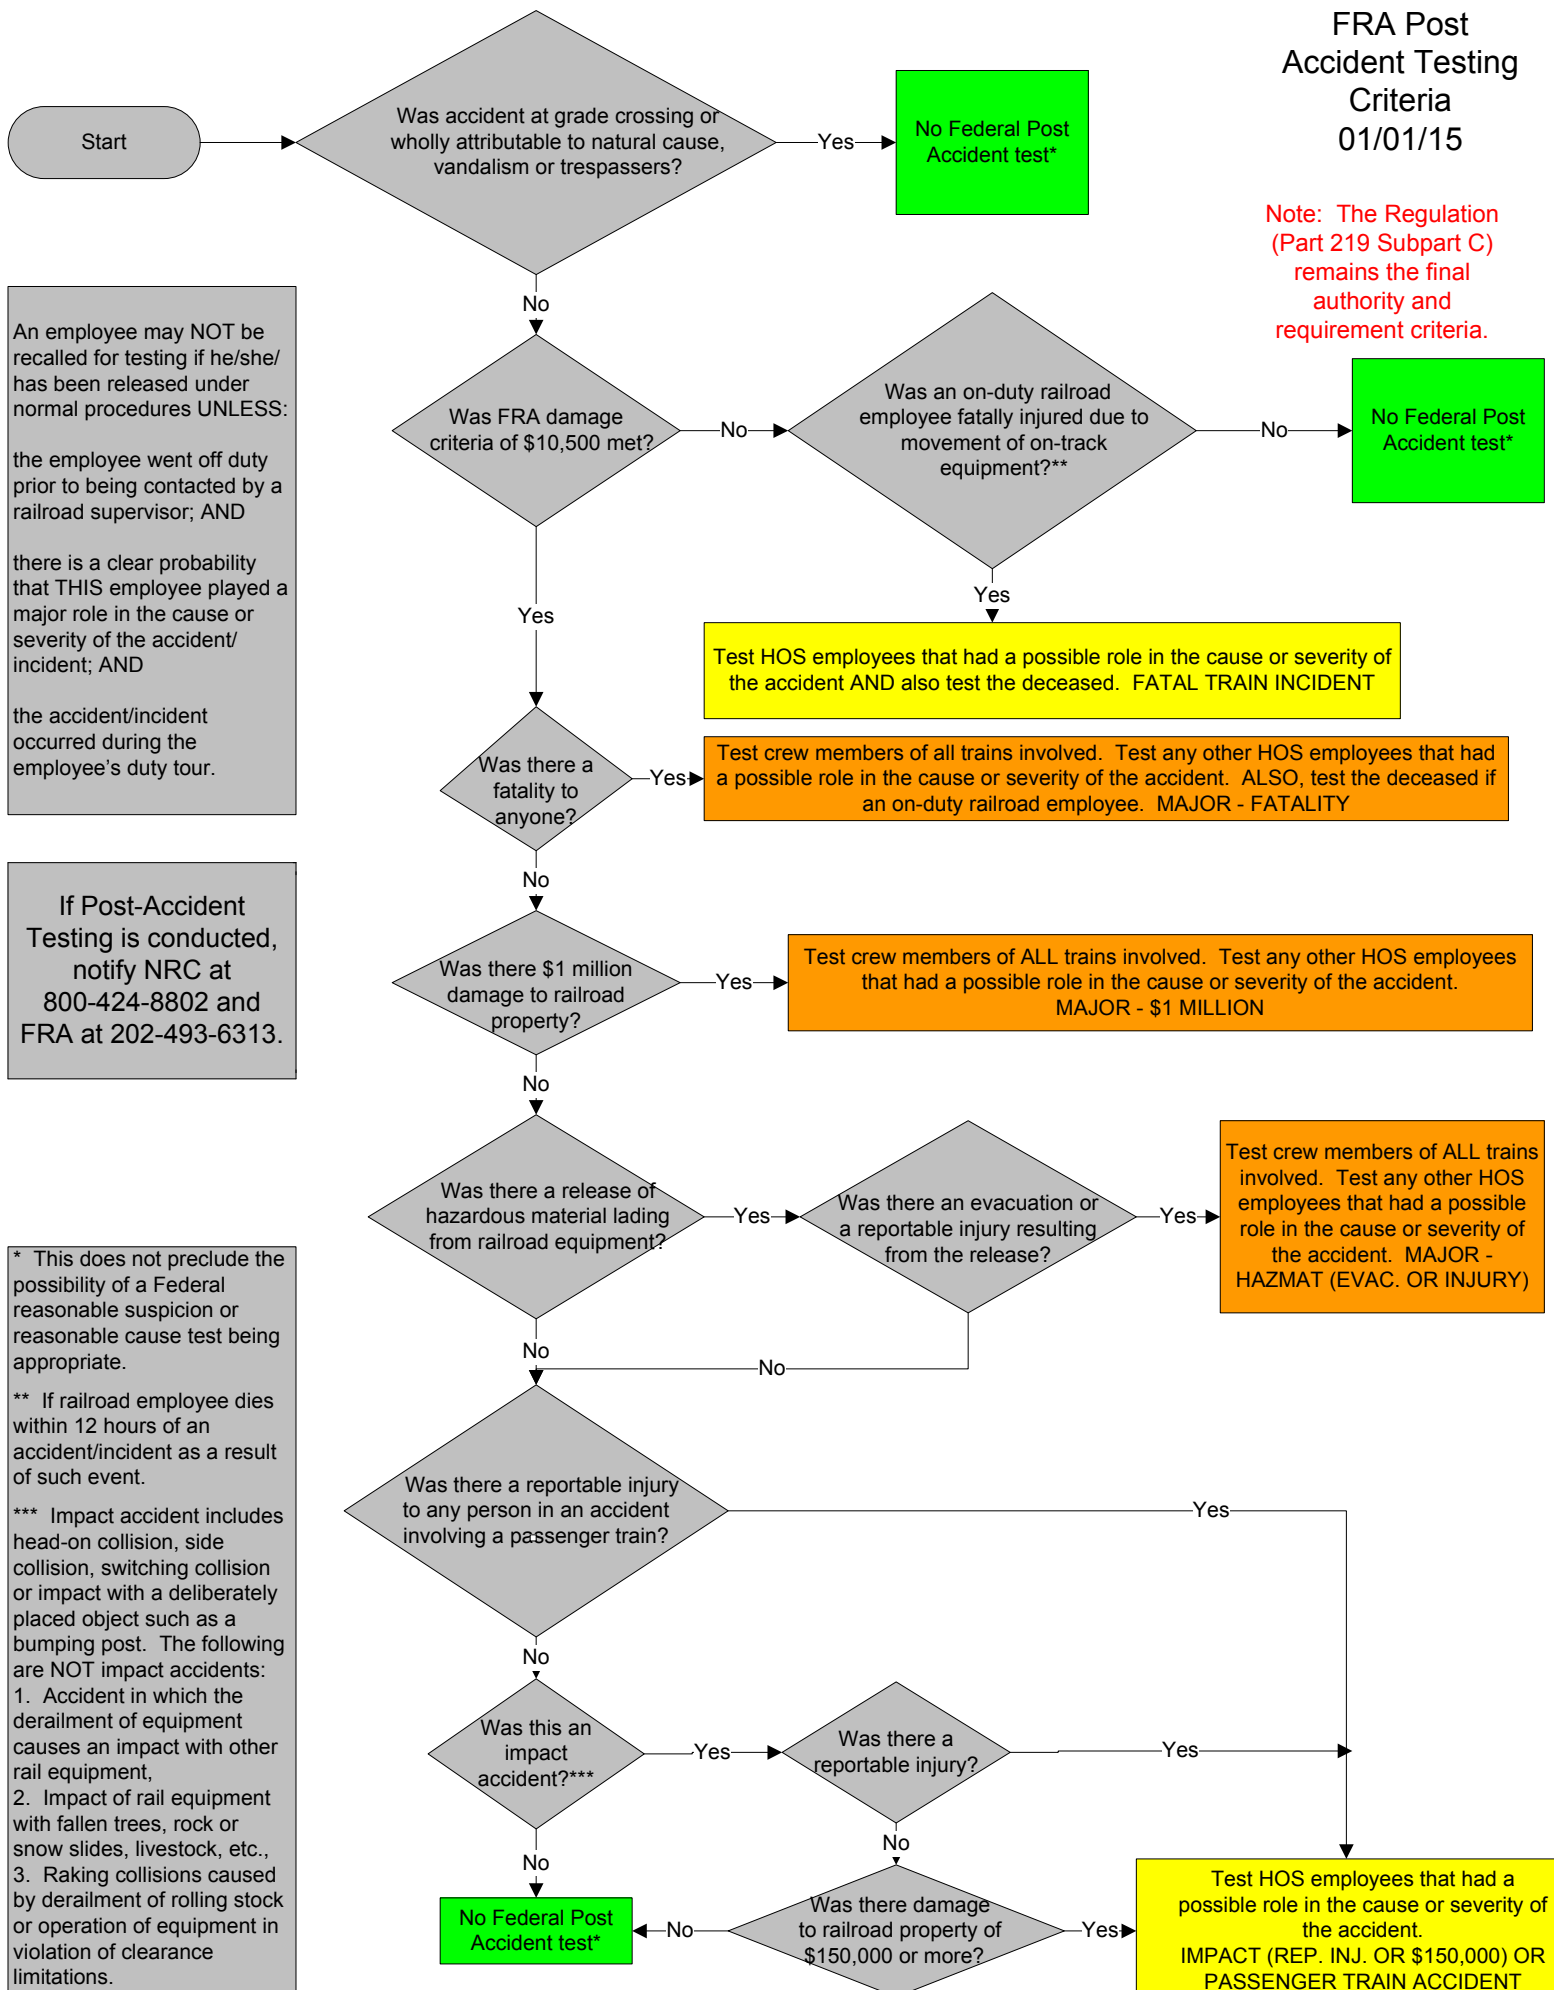 FRA Post
Accident Testing
Criteria
01/01/15
Note: The Regulation
(Part 219 Subpart C)
remains the final
authority and
requirement criteria.
Start
Was accident at grade crossing or
wholly attributable to natural cause,
vandalism or trespassers?
Yes
No Federal Post
Accident test*
No
Was FRA damage
criteria of $10,500 met?
No
Was an on-duty railroad
employee fatally injured due to
movement of on-track
equipment?**
No
No Federal Post
Accident test*
Yes
Test HOS employees that had a possible role in the cause or severity of
the accident AND also test the deceased. FATAL TRAIN INCIDENT
Yes
Was there a
fatality to
anyone?
Yes
Test crew members of all trains involved. Test any other HOS employees that had
a possible role in the cause or severity of the accident. ALSO, test the deceased if
an on-duty railroad employee. MAJOR - FATALITY
No
Was there $1 million
damage to railroad
property?
Yes
Test crew members of ALL trains involved. Test any other HOS employees
that had a possible role in the cause or severity of the accident.
MAJOR - $1 MILLION
No
Was there a release of
hazardous material lading
from railroad equipment?
Yes
Was there an evacuation or
a reportable injury resulting
from the release?
Yes
Test crew members of ALL trains
involved. Test any other HOS
employees that had a possible
role in the cause or severity of
the accident. MAJOR -
HAZMAT (EVAC. OR INJURY)
No
No
Was there a reportable injury
to any person in an accident
involving a passenger train?
Yes
No
Was this an
impact
accident?***
Yes
Was there a
reportable injury?
Yes
No
No
Was there damage
to railroad property of
$150,000 or more?
No
No Federal Post
Accident test*
Yes
Test HOS employees that had a
possible role in the cause or severity of
the accident.
IMPACT (REP. INJ. OR $150,000) OR
PASSENGER TRAIN ACCIDENT
An employee may NOT be
recalled for testing if he/she/
has been released under
normal procedures UNLESS:
the employee went off duty
prior to being contacted by a
railroad supervisor; AND
there is a clear probability
that THIS employee played a
major role in the cause or
severity of the accident/
incident; AND
the accident/incident
occurred during the
employee's duty tour.
If Post-Accident
Testing is conducted,
notify NRC at
800-424-8802 and
FRA at 202-493-6313.
* This does not preclude the
possibility of a Federal
reasonable suspicion or
reasonable cause test being
appropriate.
** If railroad employee dies
within 12 hours of an
accident/incident as a result
of such event.
*** Impact accident includes
head-on collision, side
collision, switching collision
or impact with a deliberately
placed object such as a
bumping post. The following
are NOT impact accidents:
1. Accident in which the
derailment of equipment
causes an impact with other
rail equipment,
2. Impact of rail equipment
with fallen trees, rock or
snow slides, livestock, etc.,
3. Raking collisions caused
by derailment of rolling stock
or operation of equipment in
violation of clearance
limitations.